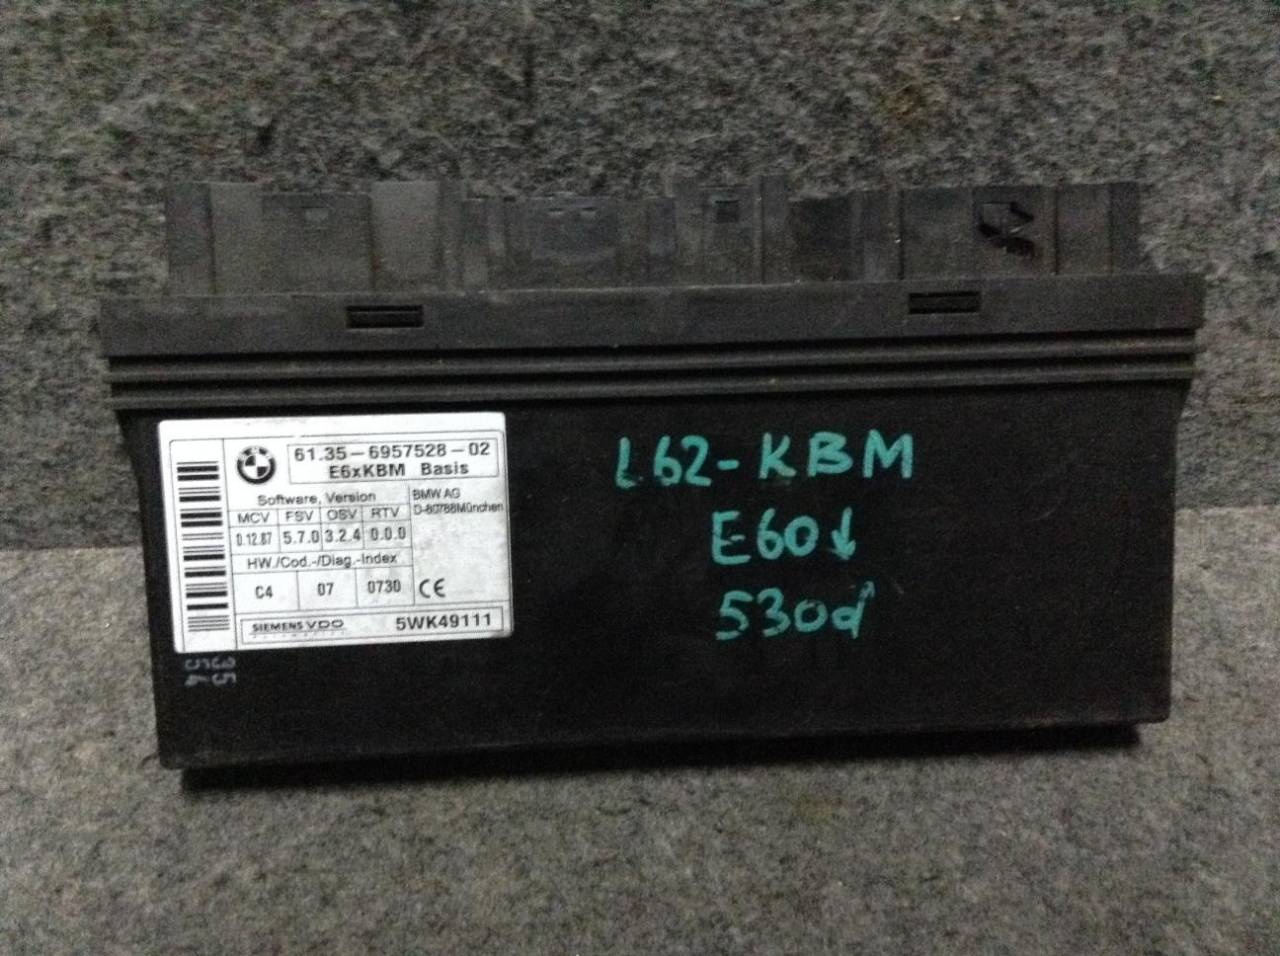 61.35-6957528-02
E6xKBM Basis
Software, Version
MCV FSV OSV RTV
0.12.87 5.7.0 3.2.4 0.0.0
BMW AG
D-80788München
HW./Cod.-/Diag.-Index
C4 07 0730
CE
SIEMENS VDO
Automotive
5WK49111
L62-KBM
E60↓
530d